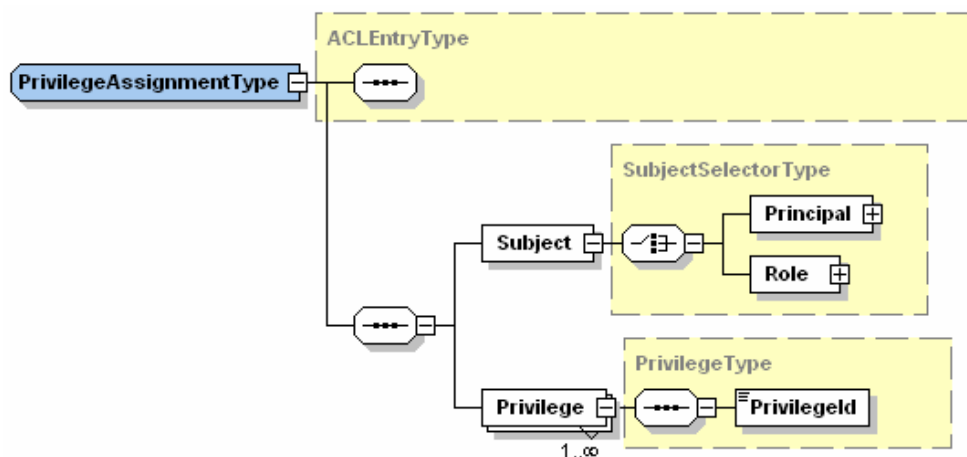 ACLEntryType
PrivilegeAssignmentType
SubjectSelectorType
Principal
Subject
Role
PrivilegeType
Privilege
PrivilegeId
1..∞